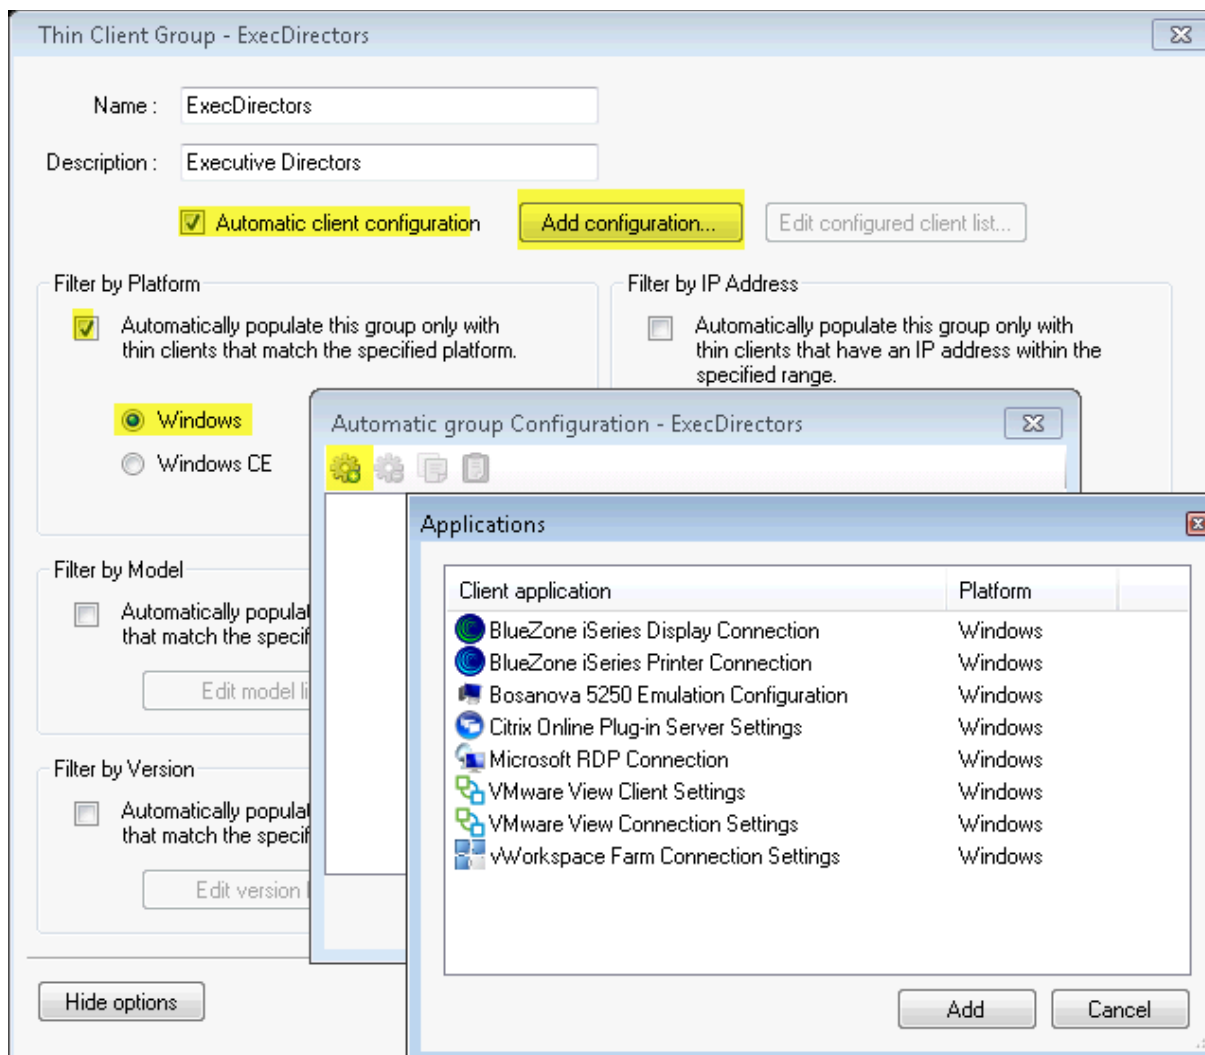 Thin Client Group - ExecDirectors
Name : ExecDirectors
Description : Executive Directors
Automatic client configuration Add configuration... Edit configured client list...
Filter by Platform
Automatically populate this group only with
thin clients that match the specified platform.
Windows
Windows CE
Filter by IP Address
Automatically populate this group only with
thin clients that have an IP address within the
specified range.
Filter by Model
Automatically populat
that match the specif
Edit model li
Filter by Version
Automatically populat
that match the specif
Edit version
Hide options
Automatic group Configuration - ExecDirectors
Applications
Client application Platform
BlueZone iSeries Display Connection Windows
BlueZone iSeries Printer Connection Windows
Bosanova 5250 Emulation Configuration Windows
Citrix Online Plug-in Server Settings Windows
Microsoft RDP Connection Windows
VMware View Client Settings Windows
VMware View Connection Settings Windows
vWorkspace Farm Connection Settings Windows
Add Cancel